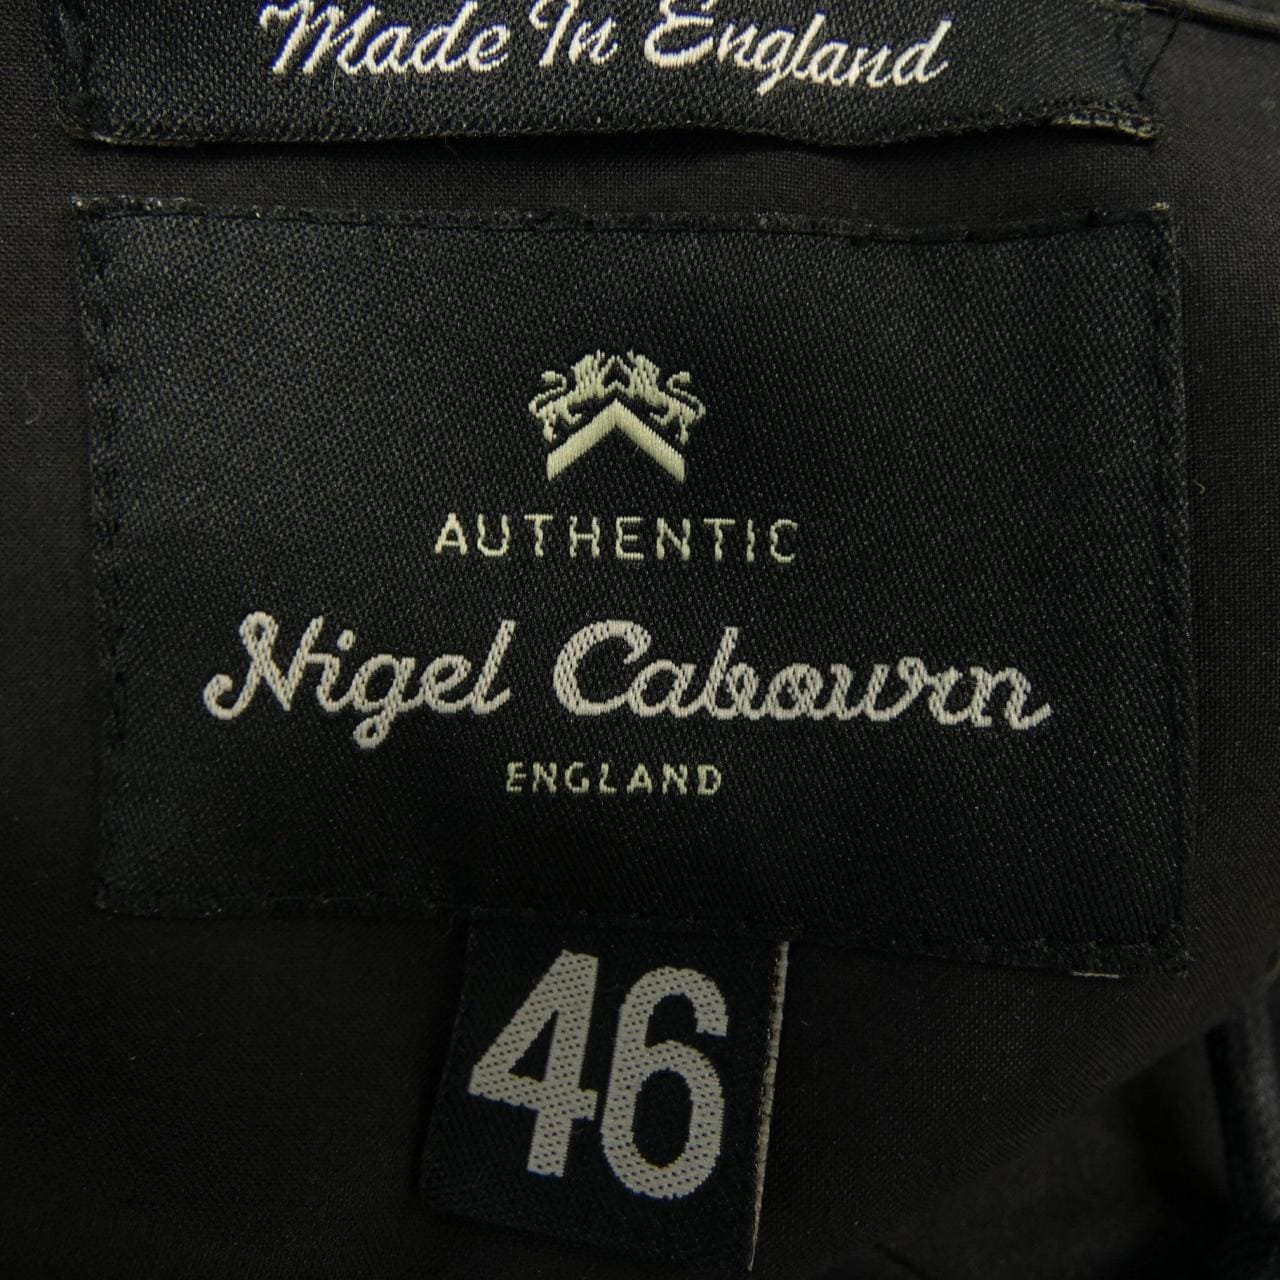 Made In England
AUTHENTIC
Nigel Cabourn
ENGLAND
46